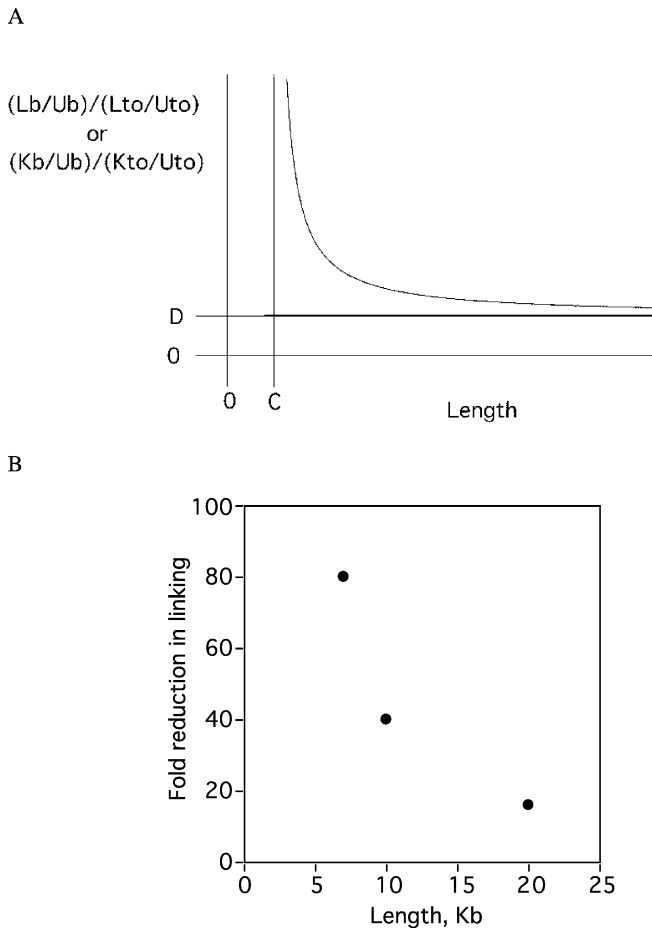 A
(Lb/Ub)/(Lto/Uto)
or
(Kb/Ub)/(Kto/Uto)
D
0
0 C
Length
B
Fold reduction in linking
100
80
60
40
20
0
0 5 10 15 20 25
Length, Kb